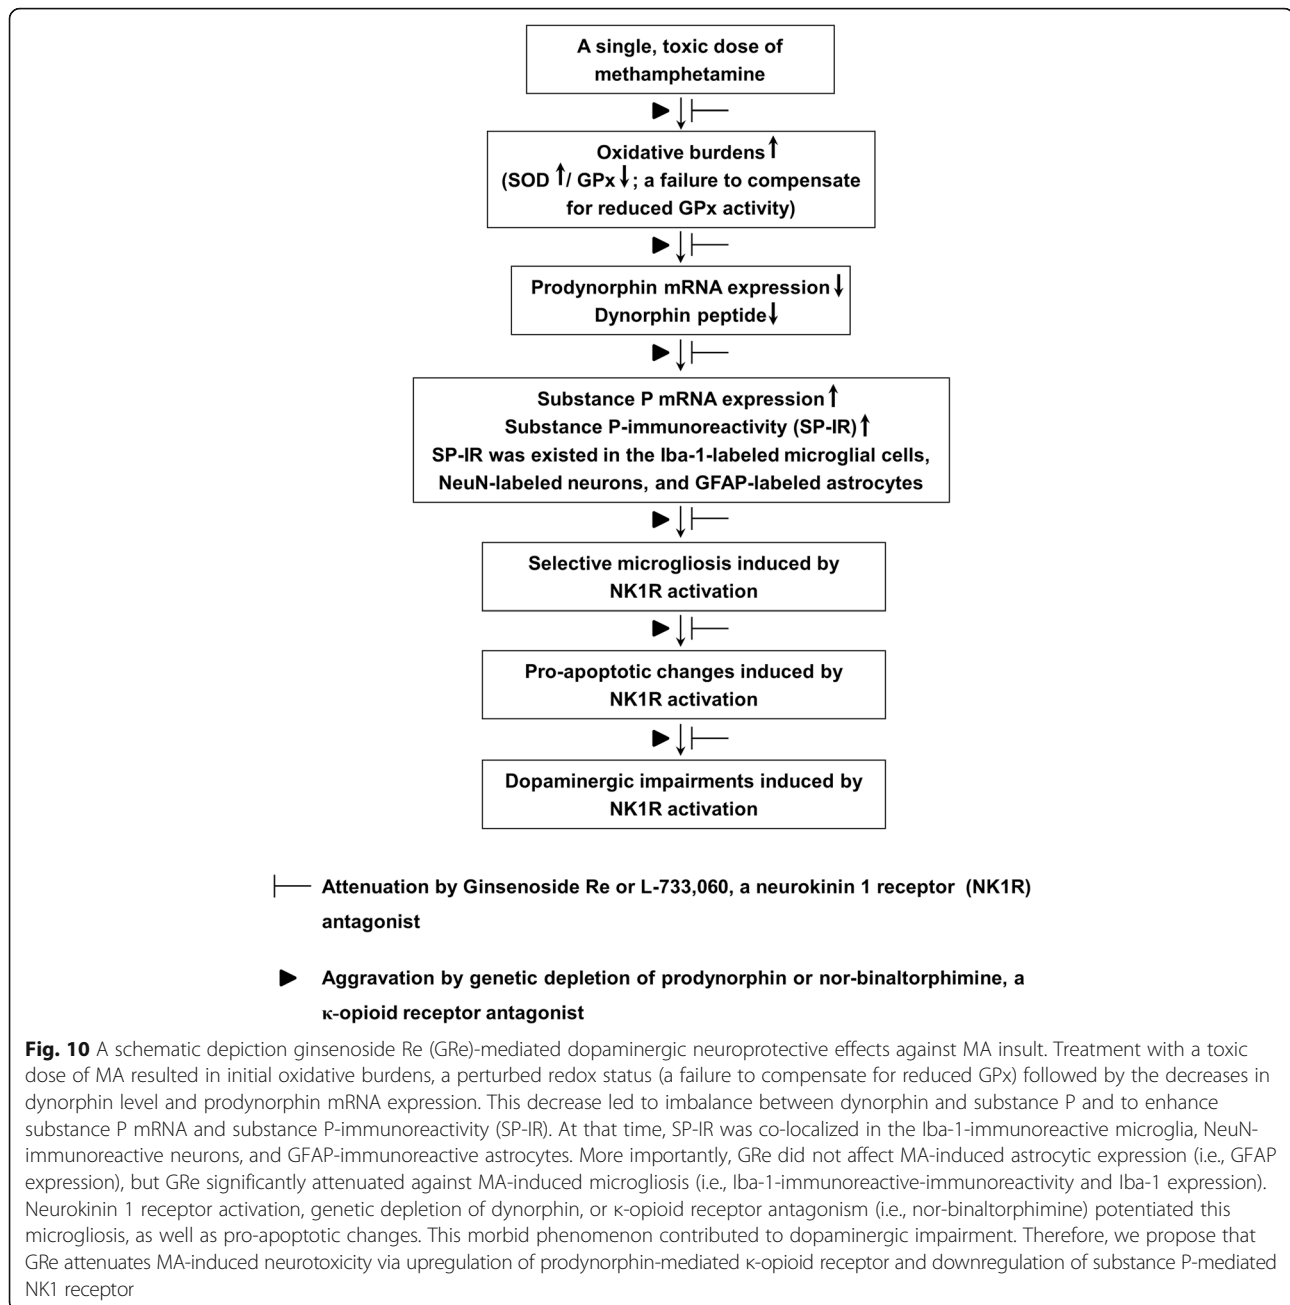 A single, toxic dose of
methamphetamine
Oxidative burdens↑
(SOD ↑/ GPx↓; a failure to compensate
for reduced GPx activity)
Prodynorphin mRNA expression↓
Dynorphin peptide↓
Substance P mRNA expression↑
Substance P-immunoreactivity (SP-IR)↑
SP-IR was existed in the Iba-1-labeled microglial cells,
NeuN-labeled neurons, and GFAP-labeled astrocytes
Selective microgliosis induced by
NK1R activation
Pro-apoptotic changes induced by
NK1R activation
Dopaminergic impairments induced by
NK1R activation
Attenuation by Ginsenoside Re or L-733,060, a neurokinin 1 receptor (NK1R)
antagonist
Aggravation by genetic depletion of prodynorphin or nor-binaltorphimine, a
κ-opioid receptor antagonist
Fig. 10 A schematic depiction ginsenoside Re (GRe)-mediated dopaminergic neuroprotective effects against MA insult. Treatment with a toxic
dose of MA resulted in initial oxidative burdens, a perturbed redox status (a failure to compensate for reduced GPx) followed by the decreases in
dynorphin level and prodynorphin mRNA expression. This decrease led to imbalance between dynorphin and substance P and to enhance
substance P mRNA and substance P-immunoreactivity (SP-IR). At that time, SP-IR was co-localized in the Iba-1-immunoreactive microglia, NeuN-
immunoreactive neurons, and GFAP-immunoreactive astrocytes. More importantly, GRe did not affect MA-induced astrocytic expression (i.e., GFAP
expression), but GRe significantly attenuated against MA-induced microgliosis (i.e., Iba-1-immunoreactive-immunoreactivity and Iba-1 expression).
Neurokinin 1 receptor activation, genetic depletion of dynorphin, or κ-opioid receptor antagonism (i.e., nor-binaltorphimine) potentiated this
microgliosis, as well as pro-apoptotic changes. This morbid phenomenon contributed to dopaminergic impairment. Therefore, we propose that
GRe attenuates MA-induced neurotoxicity via upregulation of prodynorphin-mediated κ-opioid receptor and downregulation of substance P-mediated
NK1 receptor